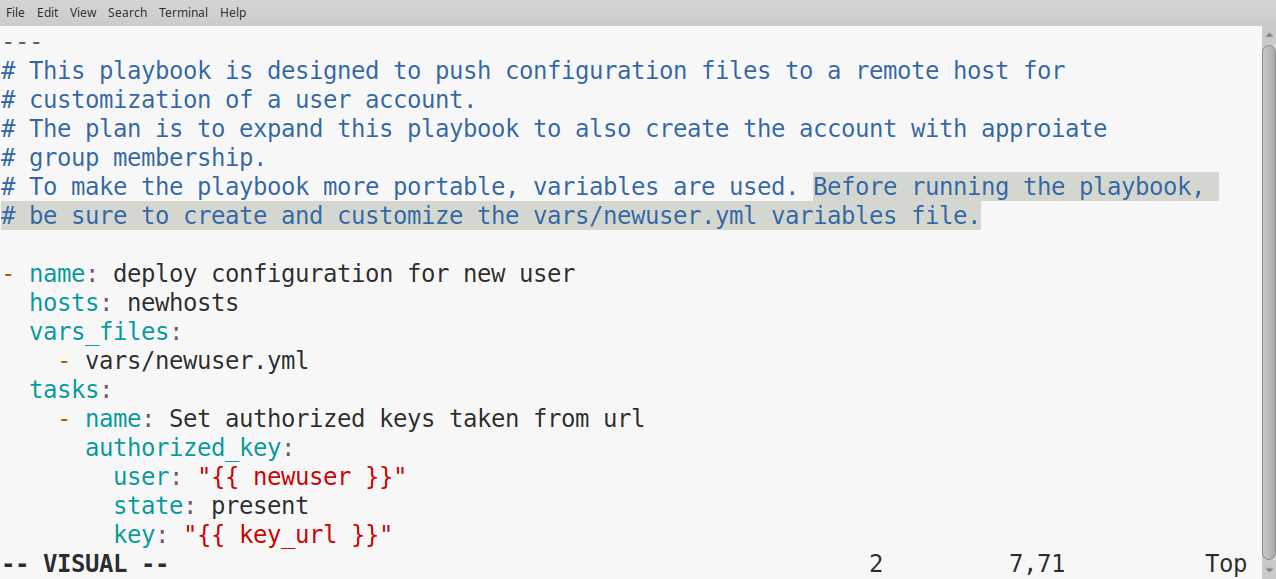 File Edit View Search Terminal Help
---
# This playbook is designed to push configuration files to a remote host for
# customization of a user account.
# The plan is to expand this playbook to also create the account with approiate
# group membership.
# To make the playbook more portable, variables are used. Before running the playbook,
# be sure to create and customize the vars/newuser.yml variables file.

- name: deploy configuration for new user
  hosts: newhosts
  vars_files:
    - vars/newuser.yml
  tasks:
    - name: Set authorized keys taken from url
      authorized_key:
        user: "{{ newuser }}"
        state: present
        key: "{{ key_url }}"
-- VISUAL -- 2 7,71 Top